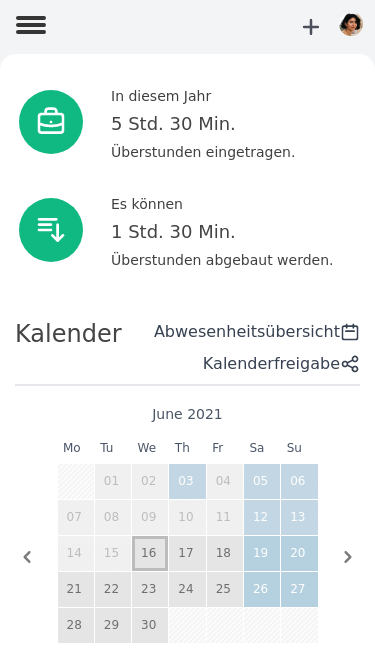 In diesem Jahr
5 Std. 30 Min.
Überstunden eingetragen.
Es können
1 Std. 30 Min.
Überstunden abgebaut werden.
Kalender
Abwesenheitsübersicht
Kalenderfreigabe
June 2021
Mo Tu We Th Fr Sa Su
01 02 03 04 05 06
07 08 09 10 11 12 13
14 15 16 17 18 19 20
21 22 23 24 25 26 27
28 29 30